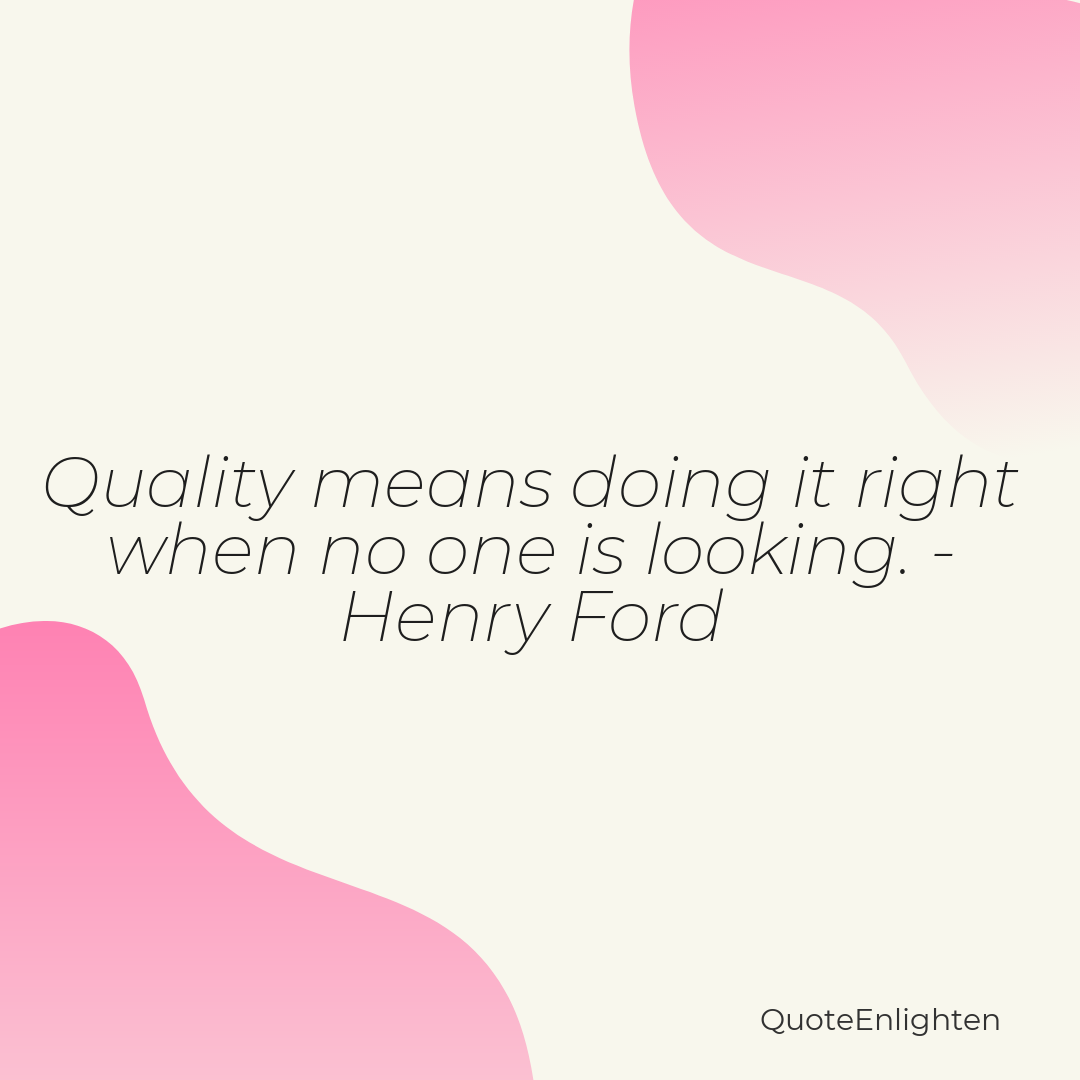 Quality means doing it right
when no one is looking. -
Henry Ford
QuoteEnlighten